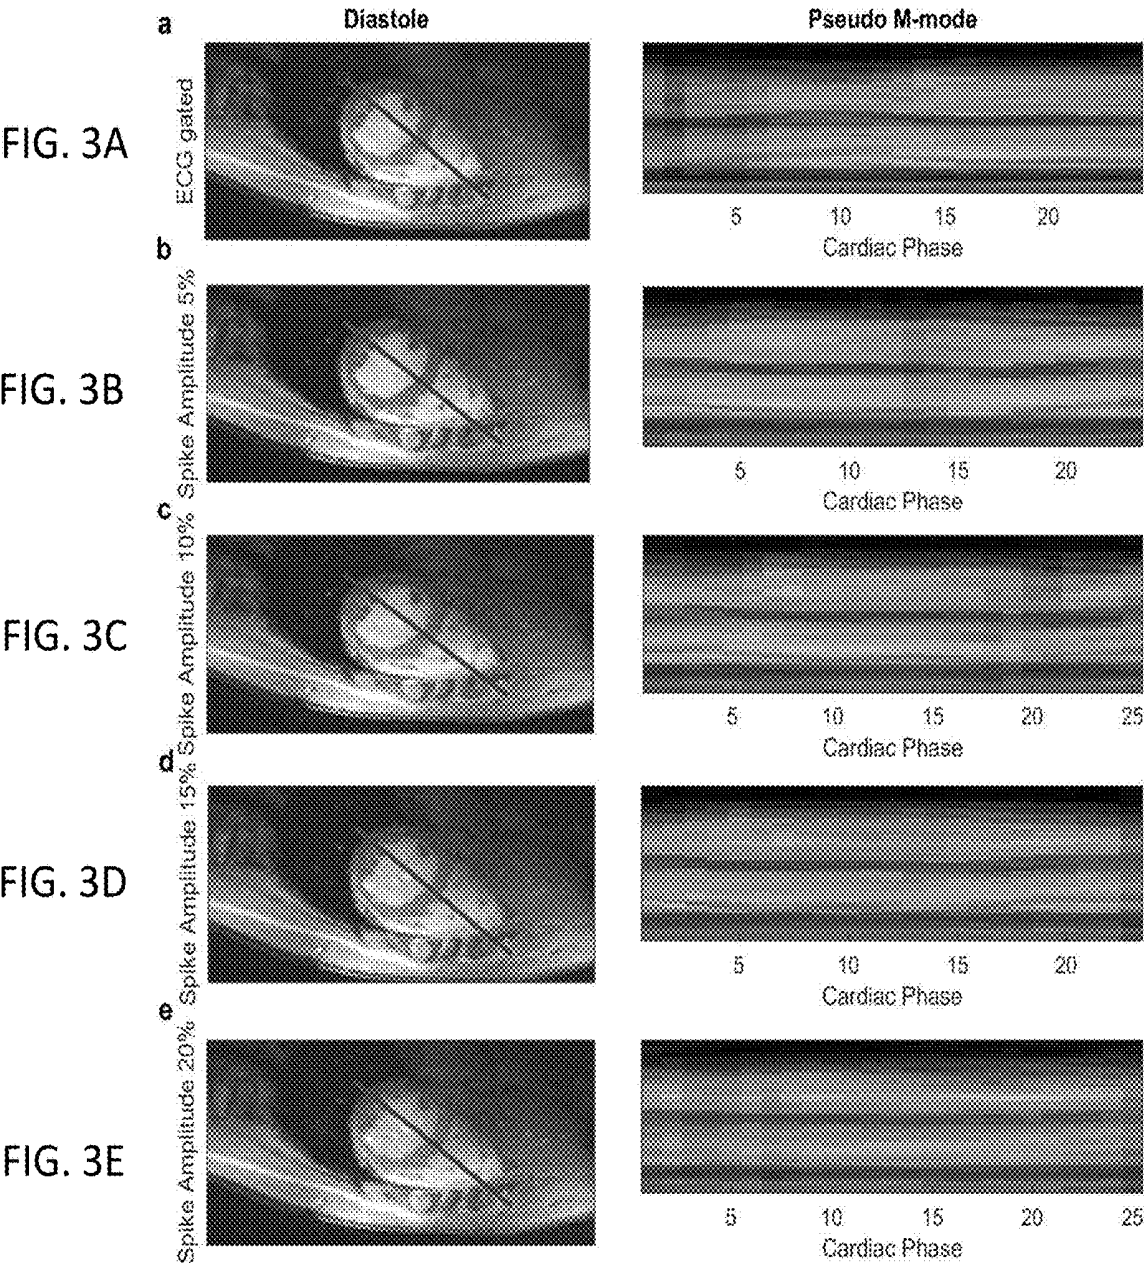 a Diastole Pseudo M-mode
FIG. 3A
ECG gated
5 10 15 20
Cardiac Phase
b
FIG. 3B
Spike Amplitude 5%
5 10 15 20
Cardiac Phase
c
FIG. 3C
Spike Amplitude 10%
5 10 15 20 25
Cardiac Phase
d
FIG. 3D
Spike Amplitude 15%
5 10 15 20
Cardiac Phase
e
FIG. 3E
Spike Amplitude 20%
5 10 15 20 25
Cardiac Phase